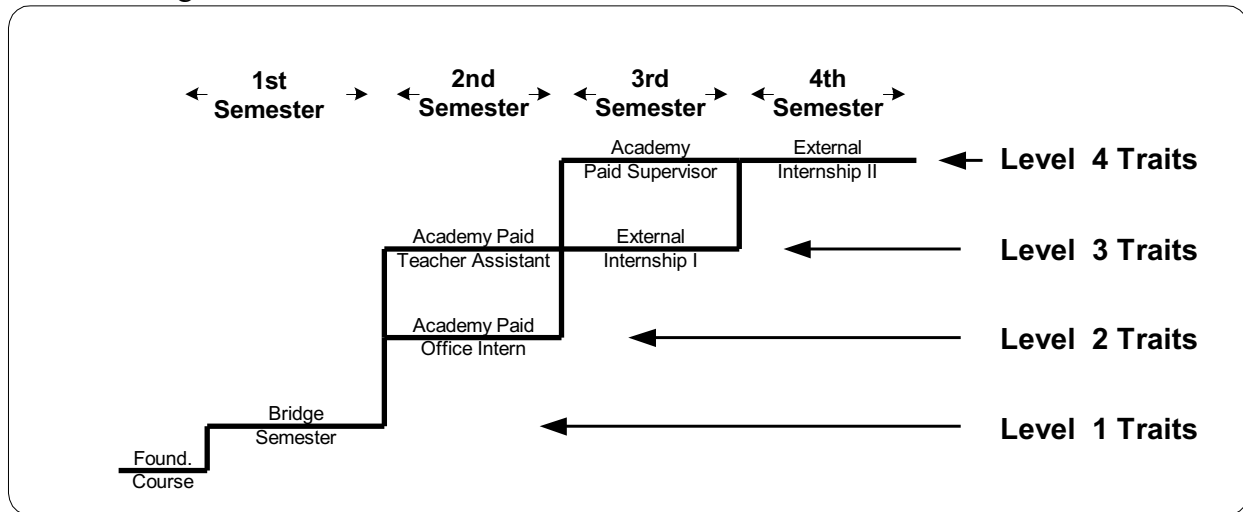 1st
Semester
2nd
Semester
3rd
Semester
4th
Semester
Academy
Paid Supervisor
External
Internship II
Level 4 Traits
Academy Paid
Teacher Assistant
External
Internship I
Level 3 Traits
Academy Paid
Office Intern
Level 2 Traits
Bridge
Semester
Level 1 Traits
Found.
Course